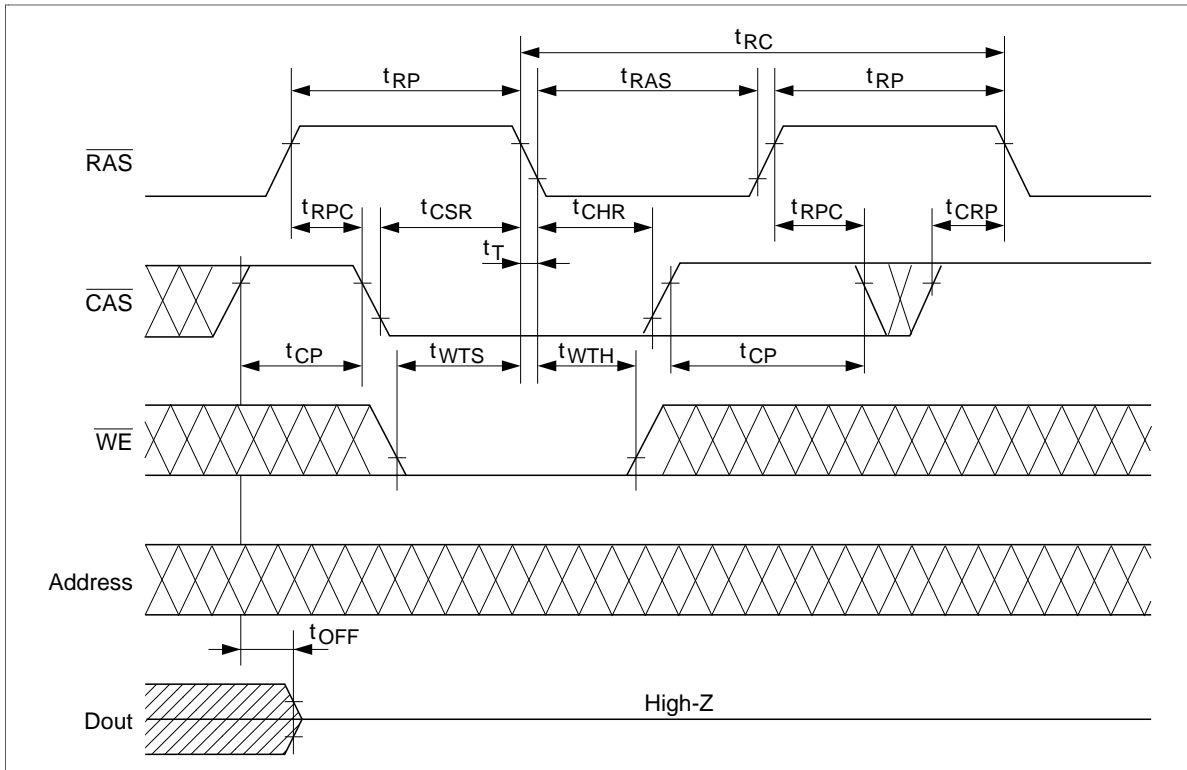 tRC
tRP tRAS tRP
RAS
tRPC tCSR tCHR tRPC tCRP
tT
CAS
tCP tWTS tWTH tCP
WE
Address
tOFF
High-Z
Dout